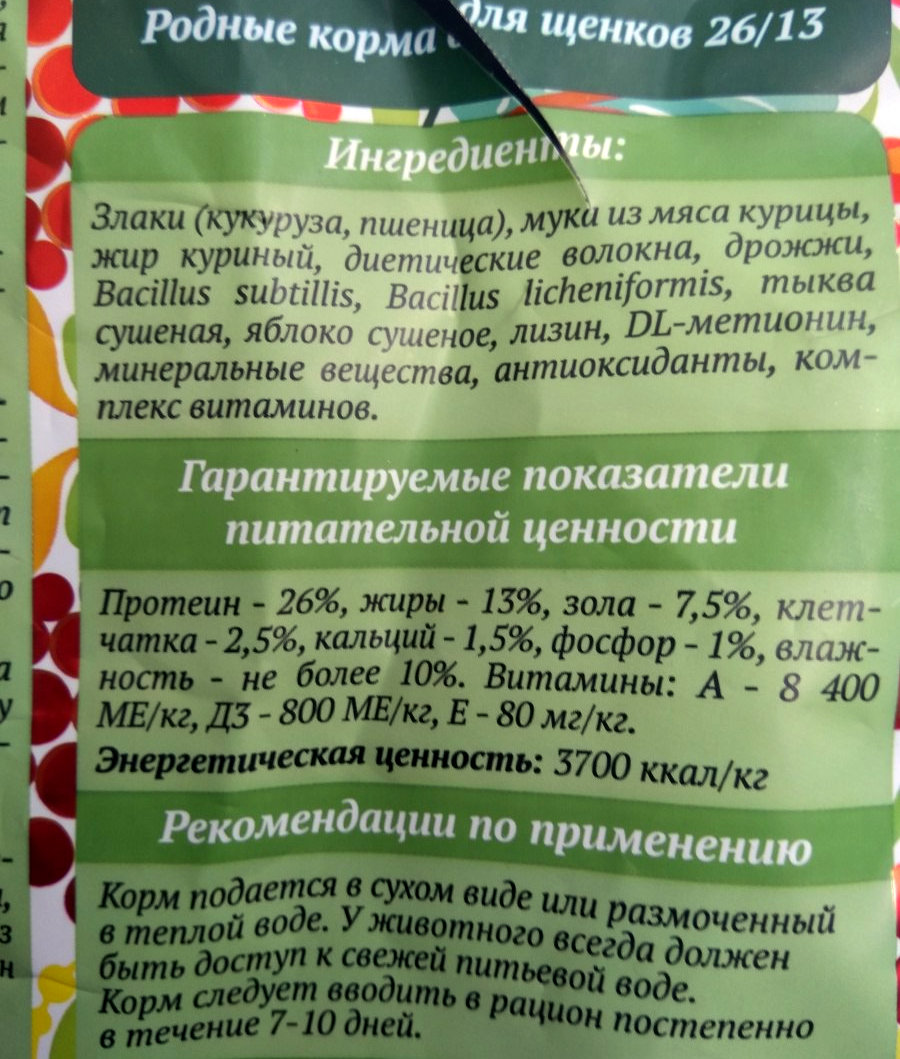 Родные корма для щенков 26/13
Ингредиенты:
Злаки (кукуруза, пшеница), мука из мяса курицы,
жир куриный, диетические волокна, дрожжи,
Bacillus subtillis, Bacillus licheniformis, тыква
сушеная, яблоко сушеное, лизин, DL-метионин,
минеральные вещества, антиоксиданты, ком-
плекс витаминов.
Гарантируемые показатели
питательной ценности
Протеин - 26%, жиры - 13%, зола - 7,5%, клет-
чатка - 2,5%, кальций - 1,5%, фосфор - 1%, влаж-
ность - не более 10%. Витамины: А - 8 400
МЕ/кг, Д3 - 800 МЕ/кг, Е - 80 мг/кг.
Энергетическая ценность: 3700 ккал/кг
Рекомендации по применению
Корм подается в сухом виде или размоченный
в теплой воде. У животного всегда должен
быть доступ к свежей питьевой воде.
Корм следует вводить в рацион постепенно
в течение 7-10 дней.